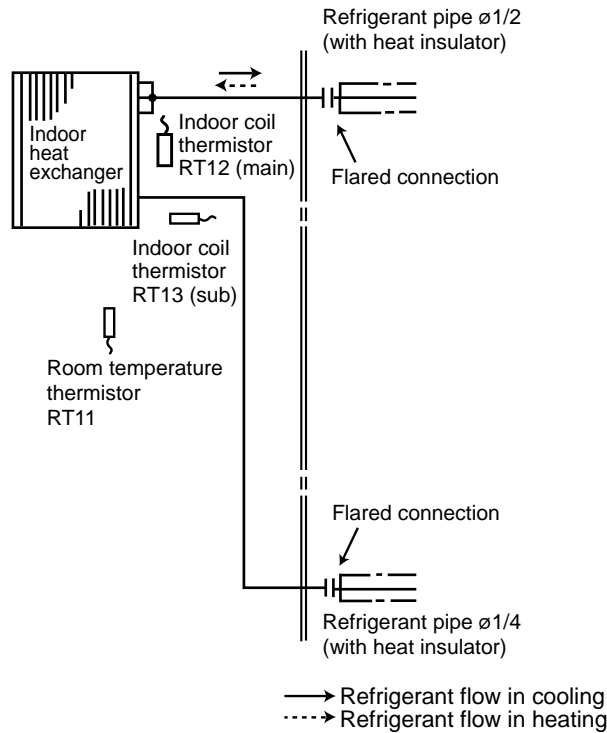 Refrigerant pipe ø1/2
(with heat insulator)
Indoor
heat
exchanger
Indoor coil
thermistor
RT12 (main)
Flared connection
Indoor coil
thermistor
RT13 (sub)
Room temperature
thermistor
RT11
Flared connection
Refrigerant pipe ø1/4
(with heat insulator)
Refrigerant flow in cooling
Refrigerant flow in heating